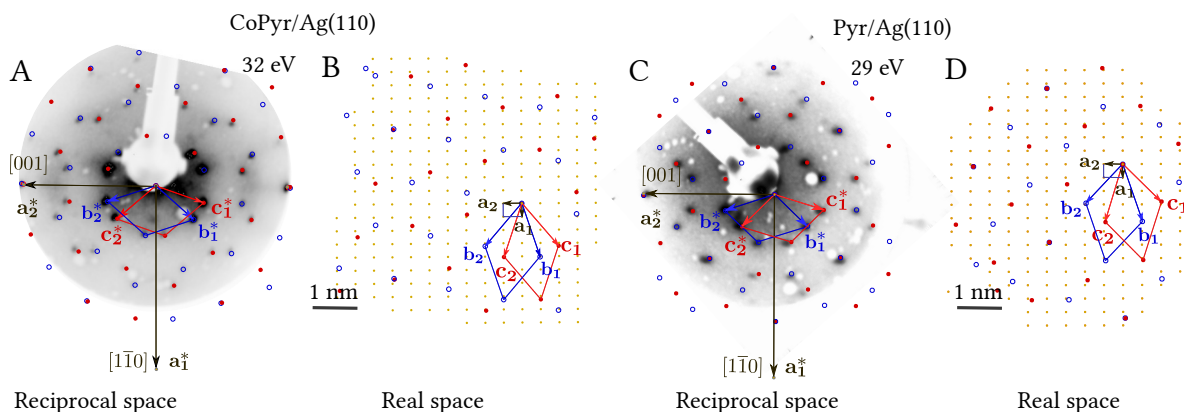 CoPyr/Ag(110)
Pyr/Ag(110)
A
32 eV
B
C
29 eV
D
[001]
a₂*
b₂*
c₂*
c₁*
b₁*
[11̄0]
a₁*
a₂
a₁
b₂
c₂
b₁
c₁
1 nm
[001]
a₂*
b₂*
c₂*
c₁*
b₁*
[11̄0]
a₁*
a₂
a₁
b₂
c₂
b₁
c₁
1 nm
Reciprocal space
Real space
Reciprocal space
Real space